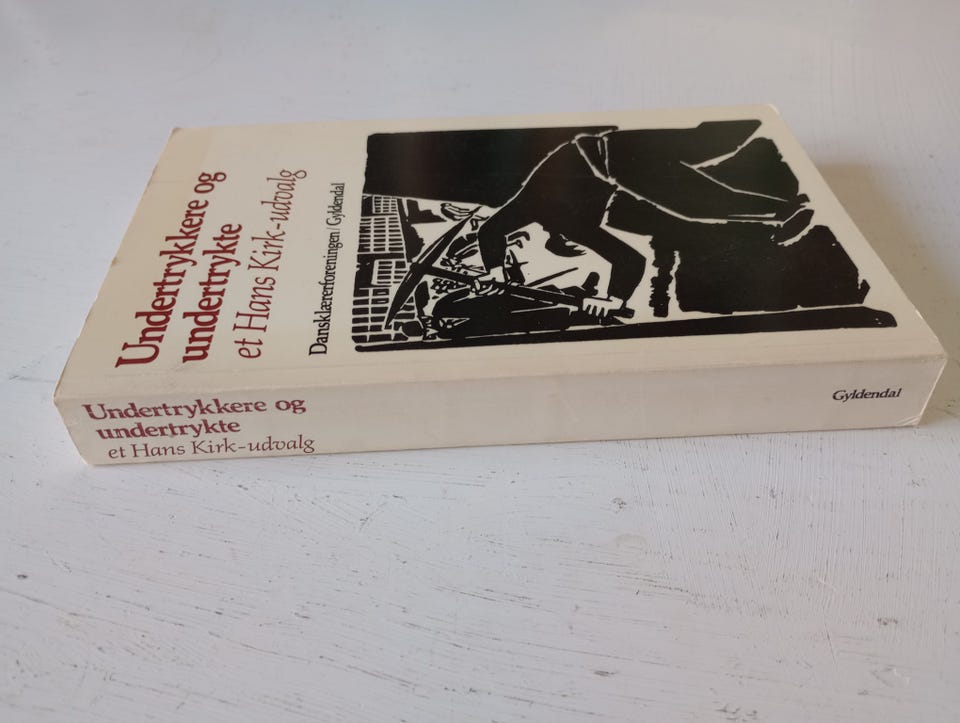 Undertrykkere og
undertrykte
et Hans Kirk-udvalg
Dansklærerforeningen/Gyldendal
Undertrykkere og
undertrykte
et Hans Kirk-udvalg
Gyldendal